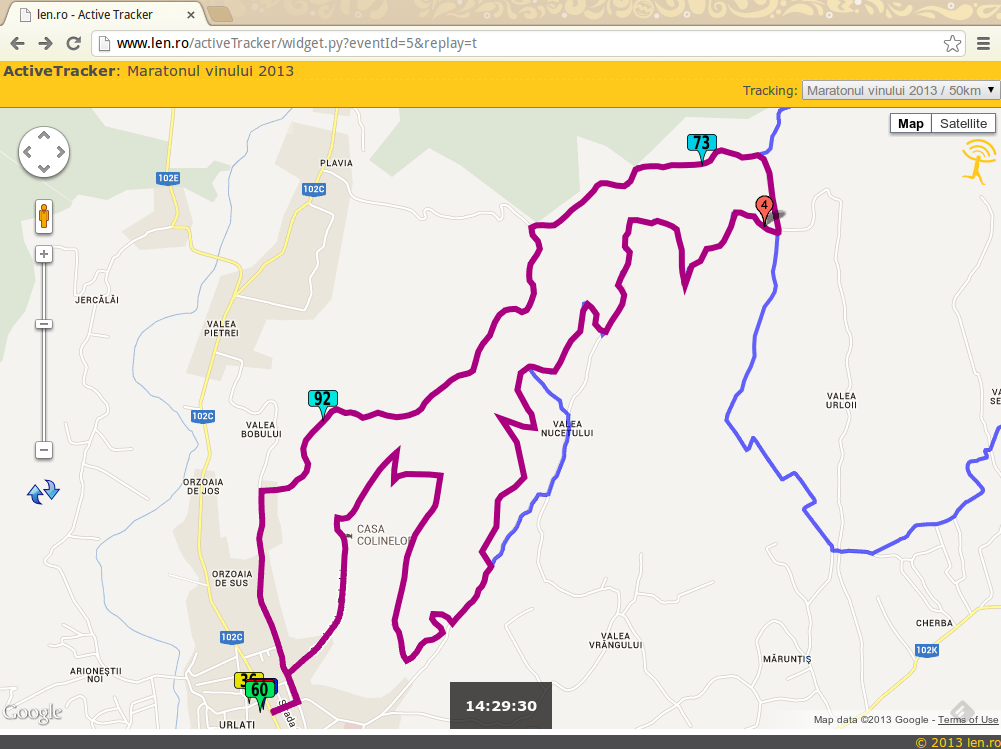 len.ro - Active Tracker
www.len.ro/activeTracker/widget.py?eventId=5&replay=t
ActiveTracker: Maratonul vinului 2013
Tracking: Maratonul vinului 2013 / 50km
Map Satellite
73
PLAVIA
102E
102C
4
JERCĂLĂI
VALEA
PIETREI
92
VALEA
URLOII
VA
SE
102C
VALEA
BOBULUI
VALEA
NUCETULUI
ORZOAIA
DE JOS
CASA
COLINELOR
ORZOAIA
DE SUS
102C
CHERBA
VALEA
VRÂNGULUI
102K
MĂRUNȚIȘ
ARIONEȘTII
NOI
36
60
Strada
14:29:30
Google
URLATI
Map data ©2013 Google - Terms of Use
© 2013 len.ro